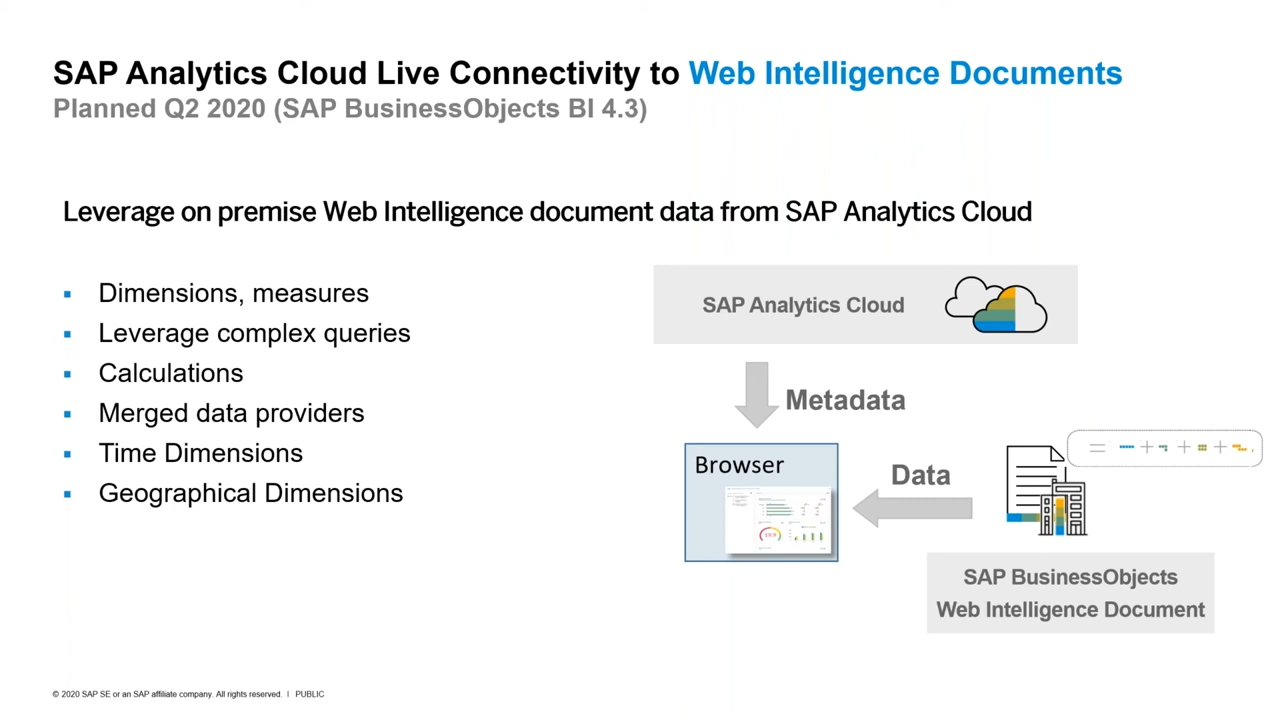 SAP Analytics Cloud Live Connectivity to Web Intelligence Documents
Planned Q2 2020 (SAP BusinessObjects BI 4.3)
Leverage on premise Web Intelligence document data from SAP Analytics Cloud
▪ Dimensions, measures
▪ Leverage complex queries
▪ Calculations
▪ Merged data providers
▪ Time Dimensions
▪ Geographical Dimensions
SAP Analytics Cloud
Metadata
Browser
19.9
Data
SAP BusinessObjects
Web Intelligence Document
© 2020 SAP SE or an SAP affiliate company. All rights reserved. | PUBLIC